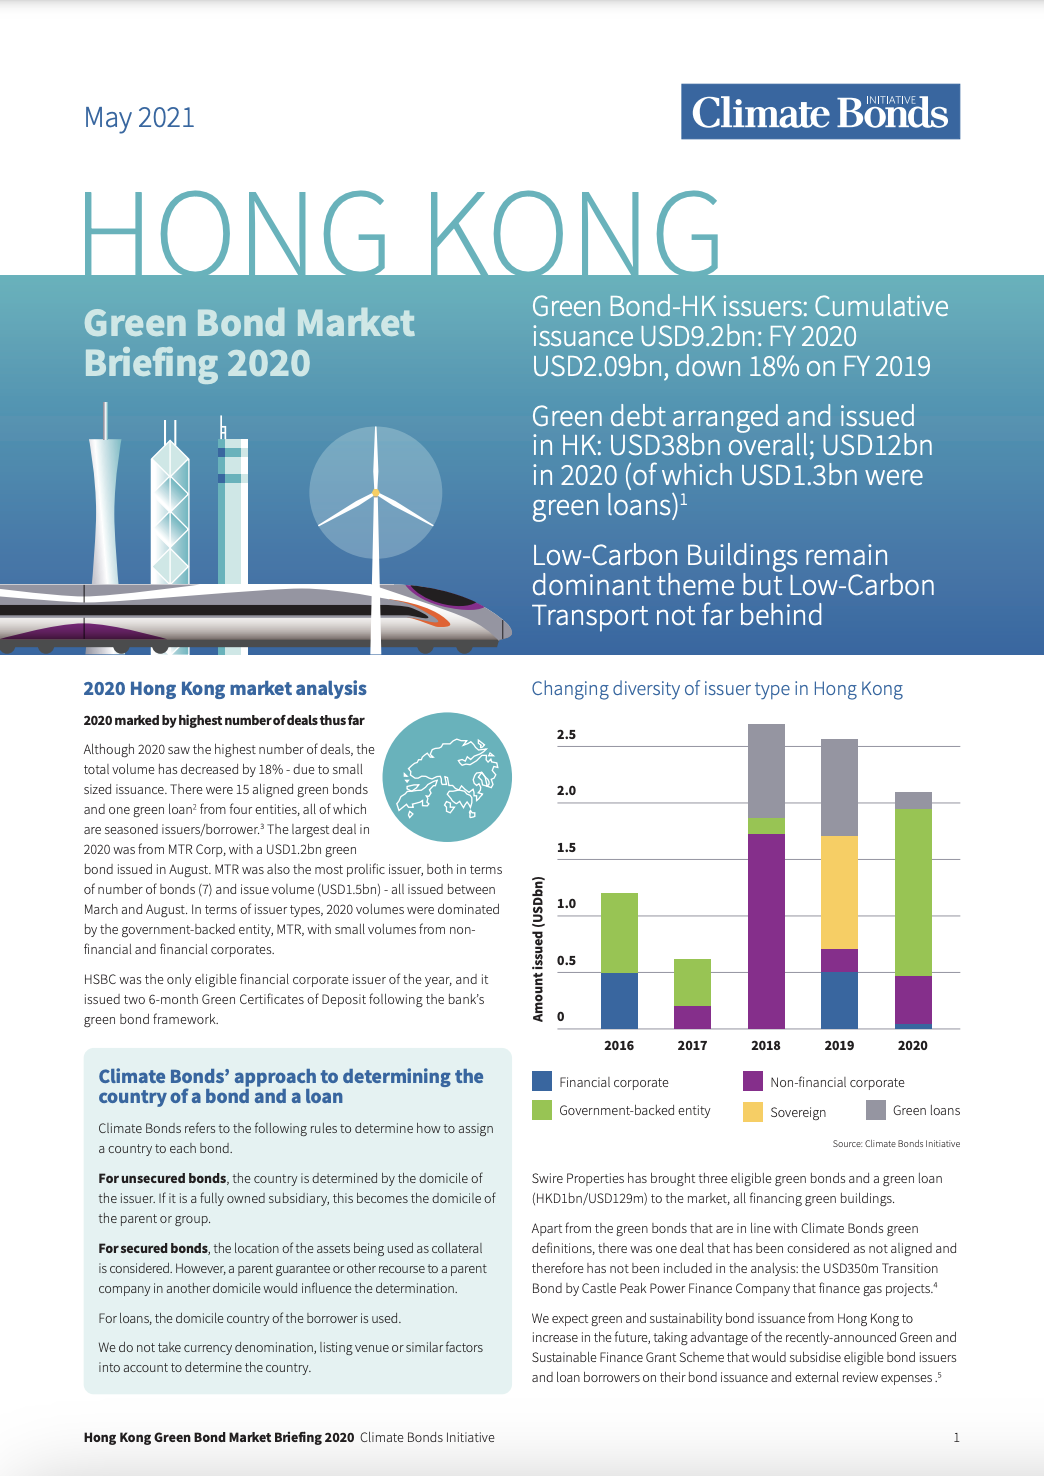 May 2021
Climate Bonds
INITIATIVE
HONG KONG
Green Bond Market
Briefing 2020
Green Bond-HK issuers: Cumulative
issuance USD9.2bn: FY 2020
USD2.09bn, down 18% on FY 2019
Green debt arranged and issued
in HK: USD38bn overall; USD12bn
in 2020 (of which USD1.3bn were
green loans)1
Low-Carbon Buildings remain
dominant theme but Low-Carbon
Transport not far behind
2020 Hong Kong market analysis
2020 marked by highest number of deals thus far
Although 2020 saw the highest number of deals, the
total volume has decreased by 18% - due to small
sized issuance. There were 15 aligned green bonds
and one green loan2 from four entities, all of which
are seasoned issuers/borrower.3 The largest deal in
2020 was from MTR Corp, with a USD1.2bn green
bond issued in August. MTR was also the most prolific issuer, both in terms
of number of bonds (7) and issue volume (USD1.5bn) - all issued between
March and August. In terms of issuer types, 2020 volumes were dominated
by the government-backed entity, MTR, with small volumes from non-
financial and financial corporates.
HSBC was the only eligible financial corporate issuer of the year, and it
issued two 6-month Green Certificates of Deposit following the bank's
green bond framework.
Climate Bonds' approach to determining the
country of a bond and a loan
Climate Bonds refers to the following rules to determine how to assign
a country to each bond.
For unsecured bonds, the country is determined by the domicile of
the issuer. If it is a fully owned subsidiary, this becomes the domicile of
the parent or group.
For secured bonds, the location of the assets being used as collateral
is considered. However, a parent guarantee or other recourse to a parent
company in another domicile would influence the determination.
For loans, the domicile country of the borrower is used.
We do not take currency denomination, listing venue or similar factors
into account to determine the country.
Changing diversity of issuer type in Hong Kong
Amount issued (USDbn)
2.5
2.0
1.5
1.0
0.5
0
2016 2017 2018 2019 2020
Financial corporate
Non-financial corporate
Government-backed entity
Sovereign
Green loans
Source: Climate Bonds Initiative
Swire Properties has brought three eligible green bonds and a green loan
(HKD1bn/USD129m) to the market, all financing green buildings.
Apart from the green bonds that are in line with Climate Bonds green
definitions, there was one deal that has been considered as not aligned and
therefore has not been included in the analysis: the USD350m Transition
Bond by Castle Peak Power Finance Company that finance gas projects.4
We expect green and sustainability bond issuance from Hong Kong to
increase in the future, taking advantage of the recently-announced Green and
Sustainable Finance Grant Scheme that would subsidise eligible bond issuers
and loan borrowers on their bond issuance and external review expenses .5
Hong Kong Green Bond Market Briefing 2020 Climate Bonds Initiative
1